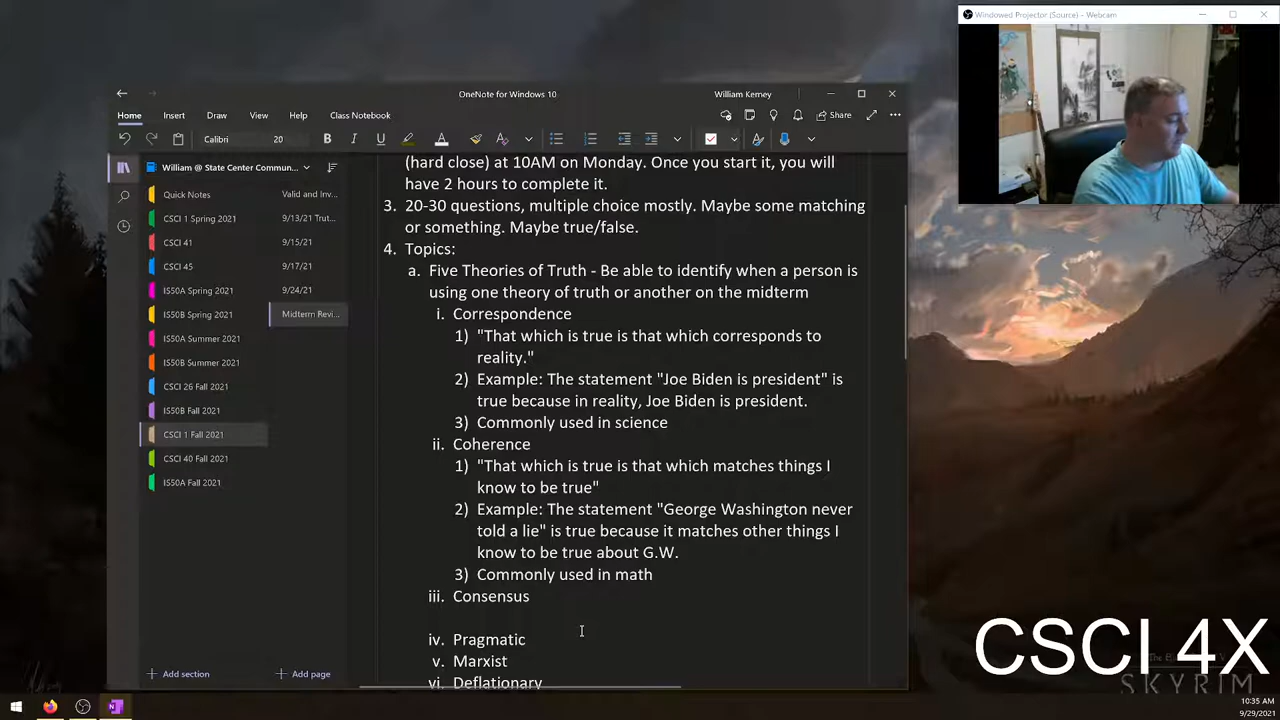 Windowed Projector (Source) - Webcam
OneNote for Windows 10
William Kerney
Home
Insert
Draw
View
Help
Class Notebook
Share
Calibri
20
B
I
U
A
William @ State Center Commun...
Quick Notes
CSCI 1 Spring 2021
CSCI 41
CSCI 45
IS50A Spring 2021
IS50B Spring 2021
IS50A Summer 2021
IS50B Summer 2021
CSCI 26 Fall 2021
IS50B Fall 2021
CSCI 1 Fall 2021
CSCI 40 Fall 2021
IS50A Fall 2021
Valid and Inv...
9/13/21 Trut...
9/15/21
9/17/21
9/24/21
Midterm Revi...
Add section
Add page
(hard close) at 10AM on Monday. Once you start it, you will
have 2 hours to complete it.
3. 20-30 questions, multiple choice mostly. Maybe some matching
or something. Maybe true/false.
4. Topics:
a. Five Theories of Truth - Be able to identify when a person is
using one theory of truth or another on the midterm
i. Correspondence
1) "That which is true is that which corresponds to
reality."
2) Example: The statement "Joe Biden is president" is
true because in reality, Joe Biden is president.
3) Commonly used in science
ii. Coherence
1) "That which is true is that which matches things I
know to be true"
2) Example: The statement "George Washington never
told a lie" is true because it matches other things I
know to be true about G.W.
3) Commonly used in math
iii. Consensus
iv. Pragmatic
v. Marxist
vi. Deflationary
CSCI 4X
SKYRIM
10:35 AM
9/29/2021